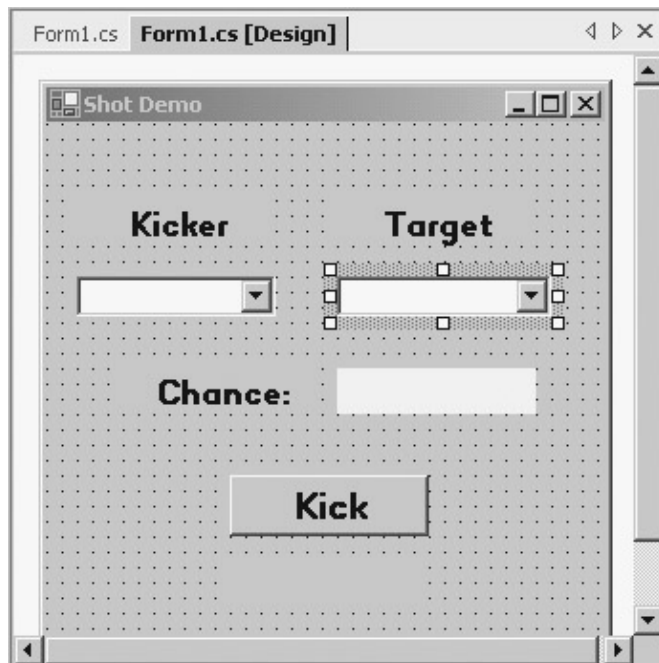 Form1.cs Form1.cs [Design]
Shot Demo
Kicker Target
Chance:
Kick